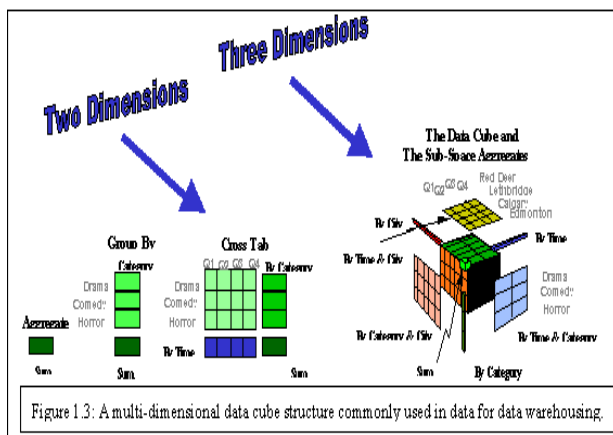 Three Dimensions
Two Dimensions
The Data Cube and
The Sub-Space Aggregates
Q1 Q2 Q3 Q4
Red Deer
Lethbridge
Calgary
Edmonton
By City
By Time
By Time & City
Drama
Comedy
Horror
By Category & City
By Time & Category
Sum
By Category
Group By
Category
Drama
Comedy
Horror
Sum
Cross Tab
Q1 Q2 Q3 Q4
By Category
Drama
Comedy
Horror
By Time
Sum
Aggregate
Sum
Figure 1.3: A multi-dimensional data cube structure commonly used in data for data warehousing.